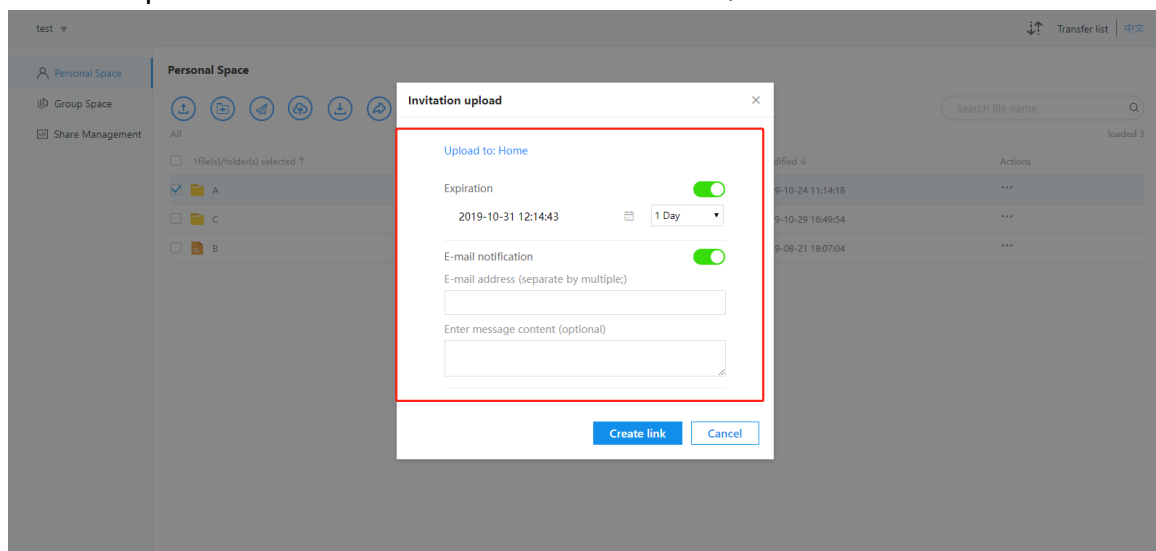 test
Transfer list
中文
Personal Space
Group Space
Share Management
Personal Space
Search file name
All
loaded 3
1file(s)/folder(s) selected ↑
dified ↓
Actions
A
9-10-24 11:14:18
C
9-10-29 16:49:54
B
9-08-21 18:07:04
Invitation upload
Upload to: Home
Expiration
2019-10-31 12:14:43
1 Day
E-mail notification
E-mail address (separate by multiple;)
Enter message content (optional)
Create link
Cancel